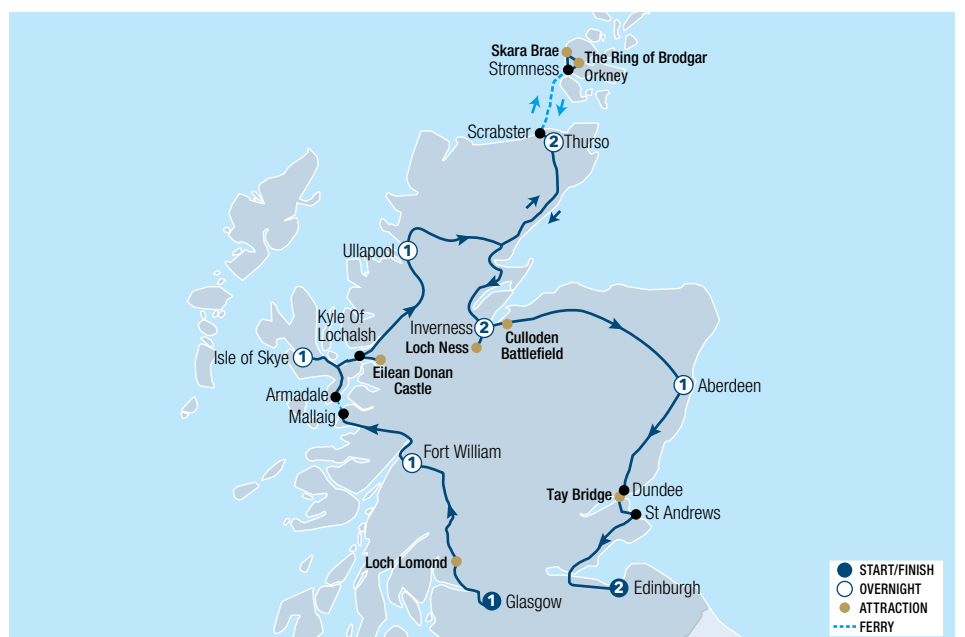 Skara Brae
The Ring of Brodgar
Stromness
Orkney
Scrabster
2
Thurso
Ullapool
1
Kyle Of
Lochalsh
Inverness
2
Culloden
Battlefield
Loch Ness
Isle of Skye
1
Eilean Donan
Castle
1
Aberdeen
Armadale
Mallaig
Fort William
1
Dundee
Tay Bridge
St Andrews
Loch Lomond
1
Glasgow
2
Edinburgh
START/FINISH
OVERNIGHT
ATTRACTION
FERRY